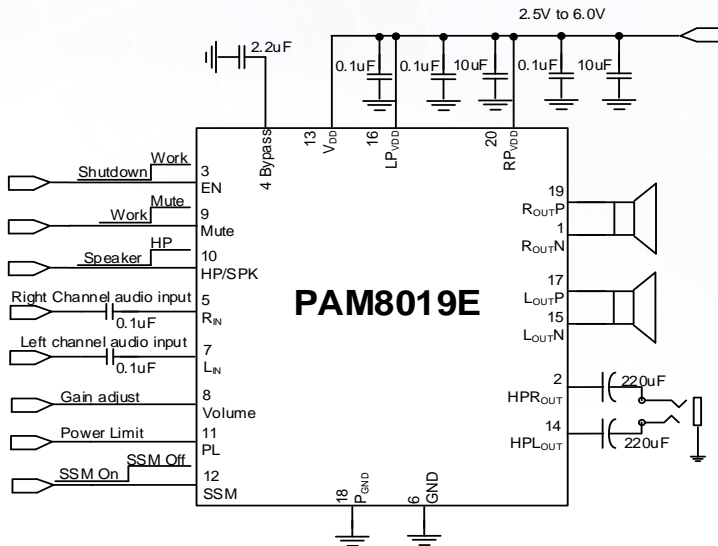 2.5V to 6.0V
2.2uF
0.1uF 0.1uF 10uF 0.1uF 10uF
4 Bypass
13 VDD
16 LPVDD
20 RPVDD
Shutdown Work
3
EN
Work Mute
9
Mute
Speaker HP
10
HP/SPK
Right Channel audio input
0.1uF
5
RIN
Left channel audio input
0.1uF
7
LIN
Gain adjust
8
Volume
Power Limit
11
PL
SSM On SSM Off
12
SSM
PAM8019E
19
ROUTP
1
ROUTN
17
LOUTP
15
LOUTN
2
HPROUT
220uF
14
HPLOUT
220uF
18 PGND
6 GND